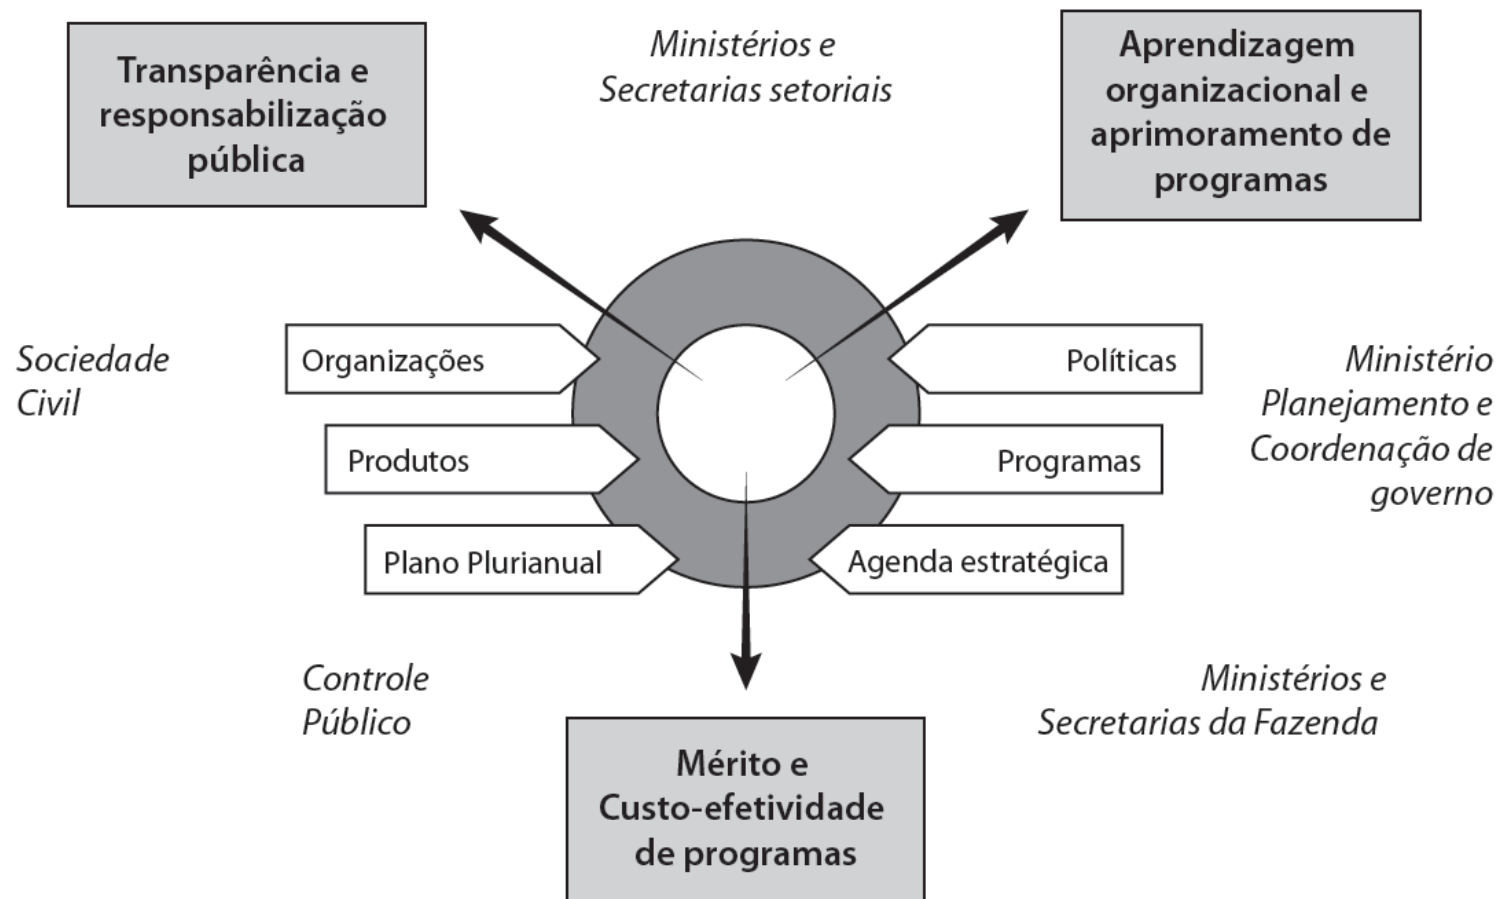 Transparência e
responsabilização
pública
Ministérios e
Secretarias setoriais
Aprendizagem
organizacional e
aprimoramento de
programas
Sociedade
Civil
Organizações
Produtos
Plano Plurianual
Políticas
Programas
Agenda estratégica
Ministério
Planejamento e
Coordenação de
governo
Controle
Público
Mérito e
Custo-efetividade
de programas
Ministérios e
Secretarias da Fazenda